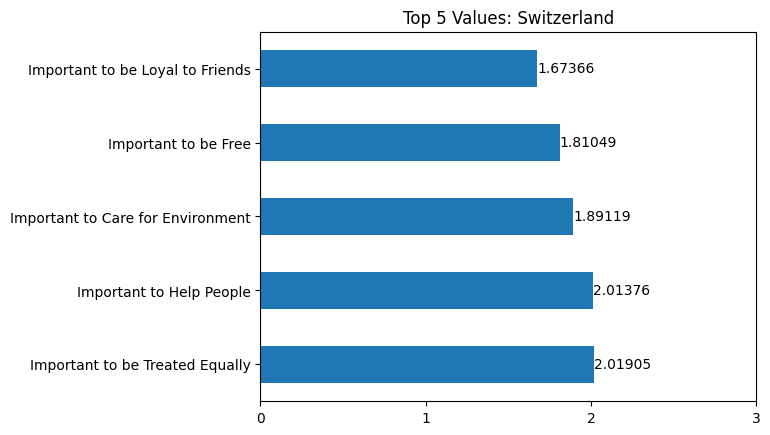 Top 5 Values: Switzerland
Important to be Loyal to Friends 1.67366
Important to be Free 1.81049
Important to Care for Environment 1.89119
Important to Help People 2.01376
Important to be Treated Equally 2.01905
0 1 2 3